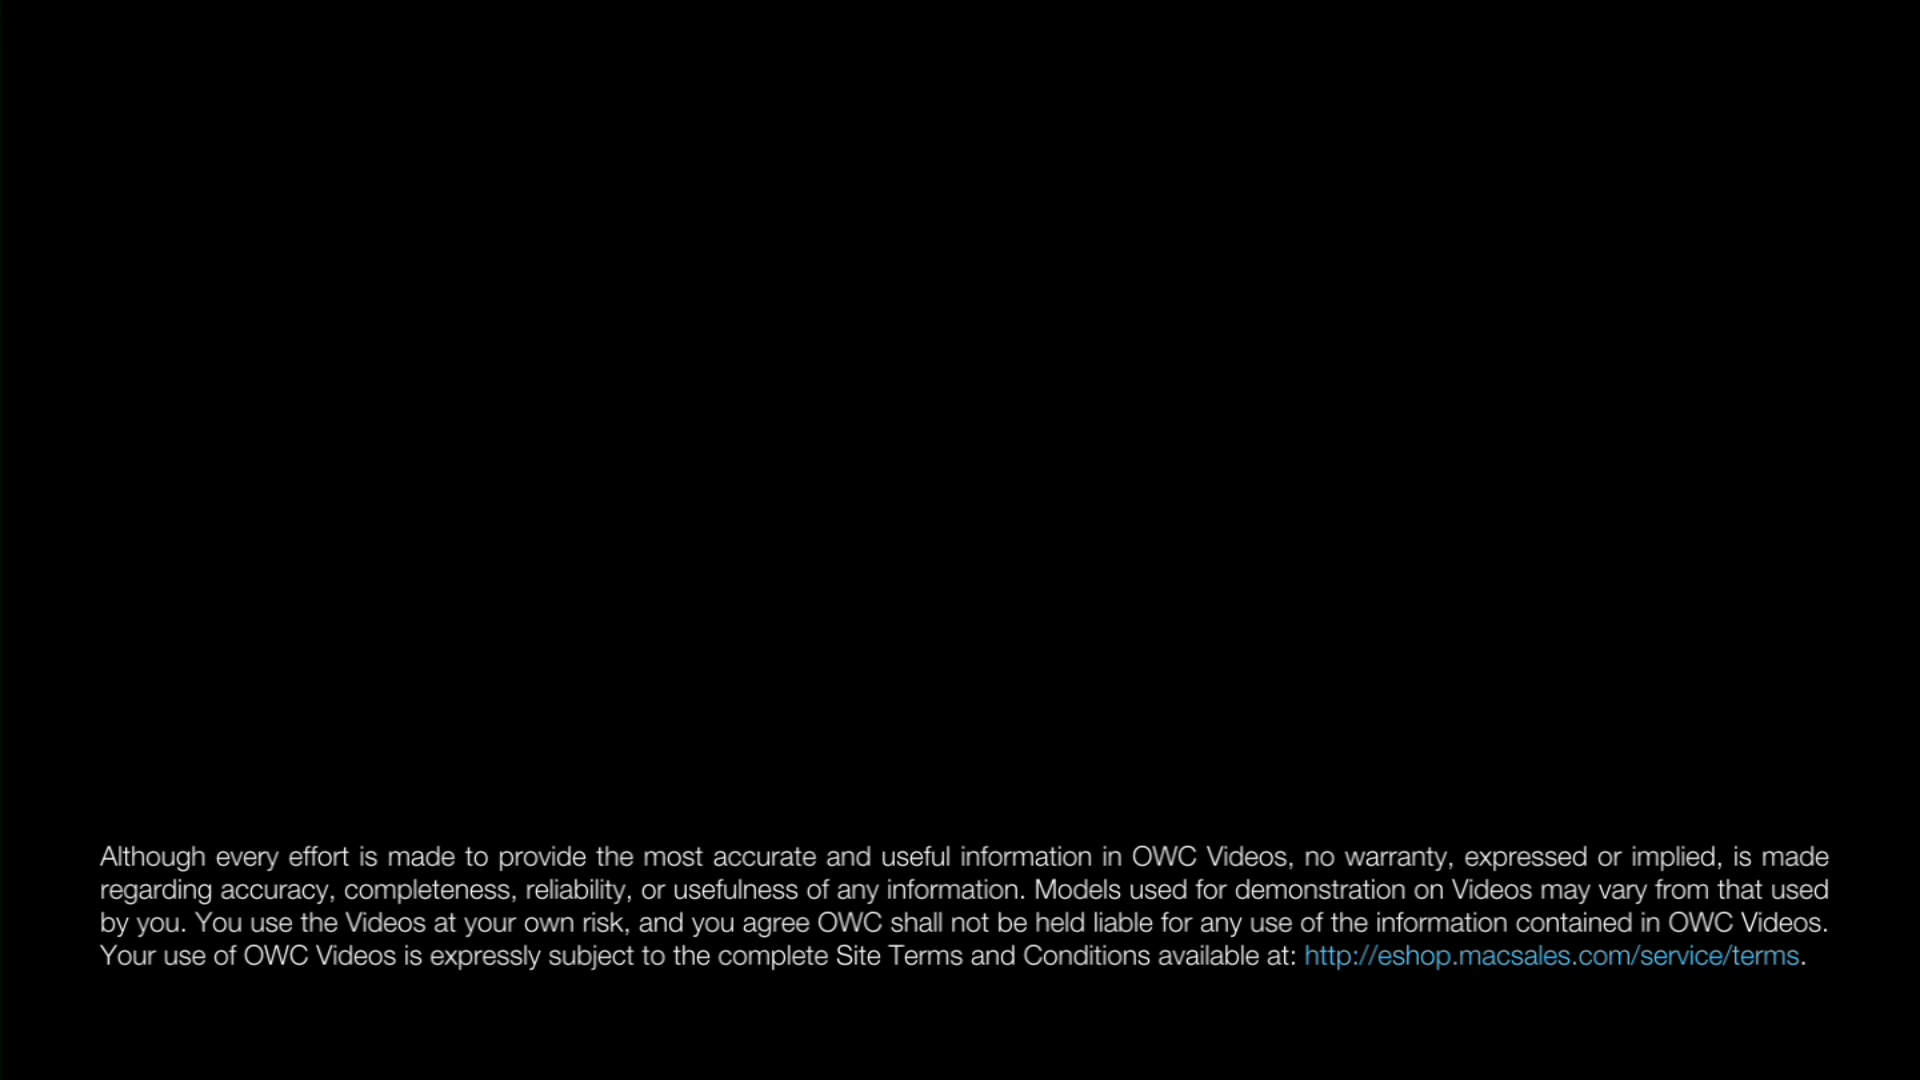 Although every effort is made to provide the most accurate and useful information in OWC Videos, no warranty, expressed or implied, is made
regarding accuracy, completeness, reliability, or usefulness of any information. Models used for demonstration on Videos may vary from that used
by you. You use the Videos at your own risk, and you agree OWC shall not be held liable for any use of the information contained in OWC Videos.
Your use of OWC Videos is expressly subject to the complete Site Terms and Conditions available at: http://eshop.macsales.com/service/terms.